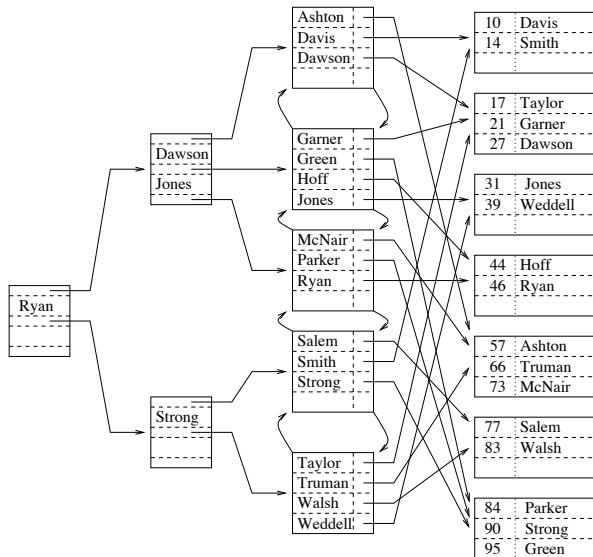 Ryan
Dawson
Jones
Strong
Ashton
Davis
Dawson
Garner
Green
Hoff
Jones
McNair
Parker
Ryan
Salem
Smith
Strong
Taylor
Truman
Walsh
Weddell
10 Davis
14 Smith
17 Taylor
21 Garner
27 Dawson
31 Jones
39 Weddell
44 Hoff
46 Ryan
57 Ashton
66 Truman
73 McNair
77 Salem
83 Walsh
84 Parker
90 Strong
95 Green